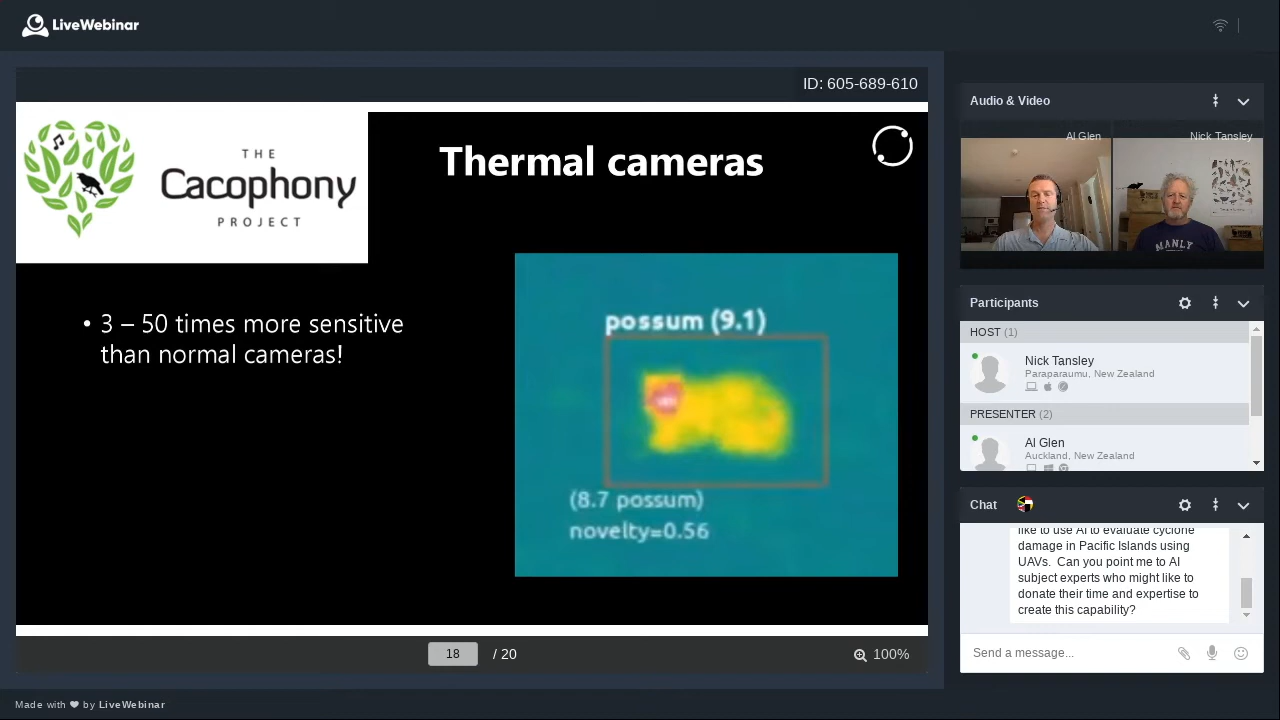 LiveWebinar
ID: 605-689-610
THE
Cacophony
PROJECT
Thermal cameras
• 3 – 50 times more sensitive
than normal cameras!
possum (9.1)
(8.7 possum)
novelty=0.56
18 / 20
100%
Audio & Video
Al Glen
Nick Tansley
MANLY
Participants
HOST (1)
Nick Tansley
Paraparaumu, New Zealand
PRESENTER (2)
Al Glen
Auckland, New Zealand
Chat
like to use AI to evaluate cyclone
damage in Pacific Islands using
UAVs. Can you point me to AI
subject experts who might like to
donate their time and expertise to
create this capability?
Send a message...
Made with ❤ by LiveWebinar